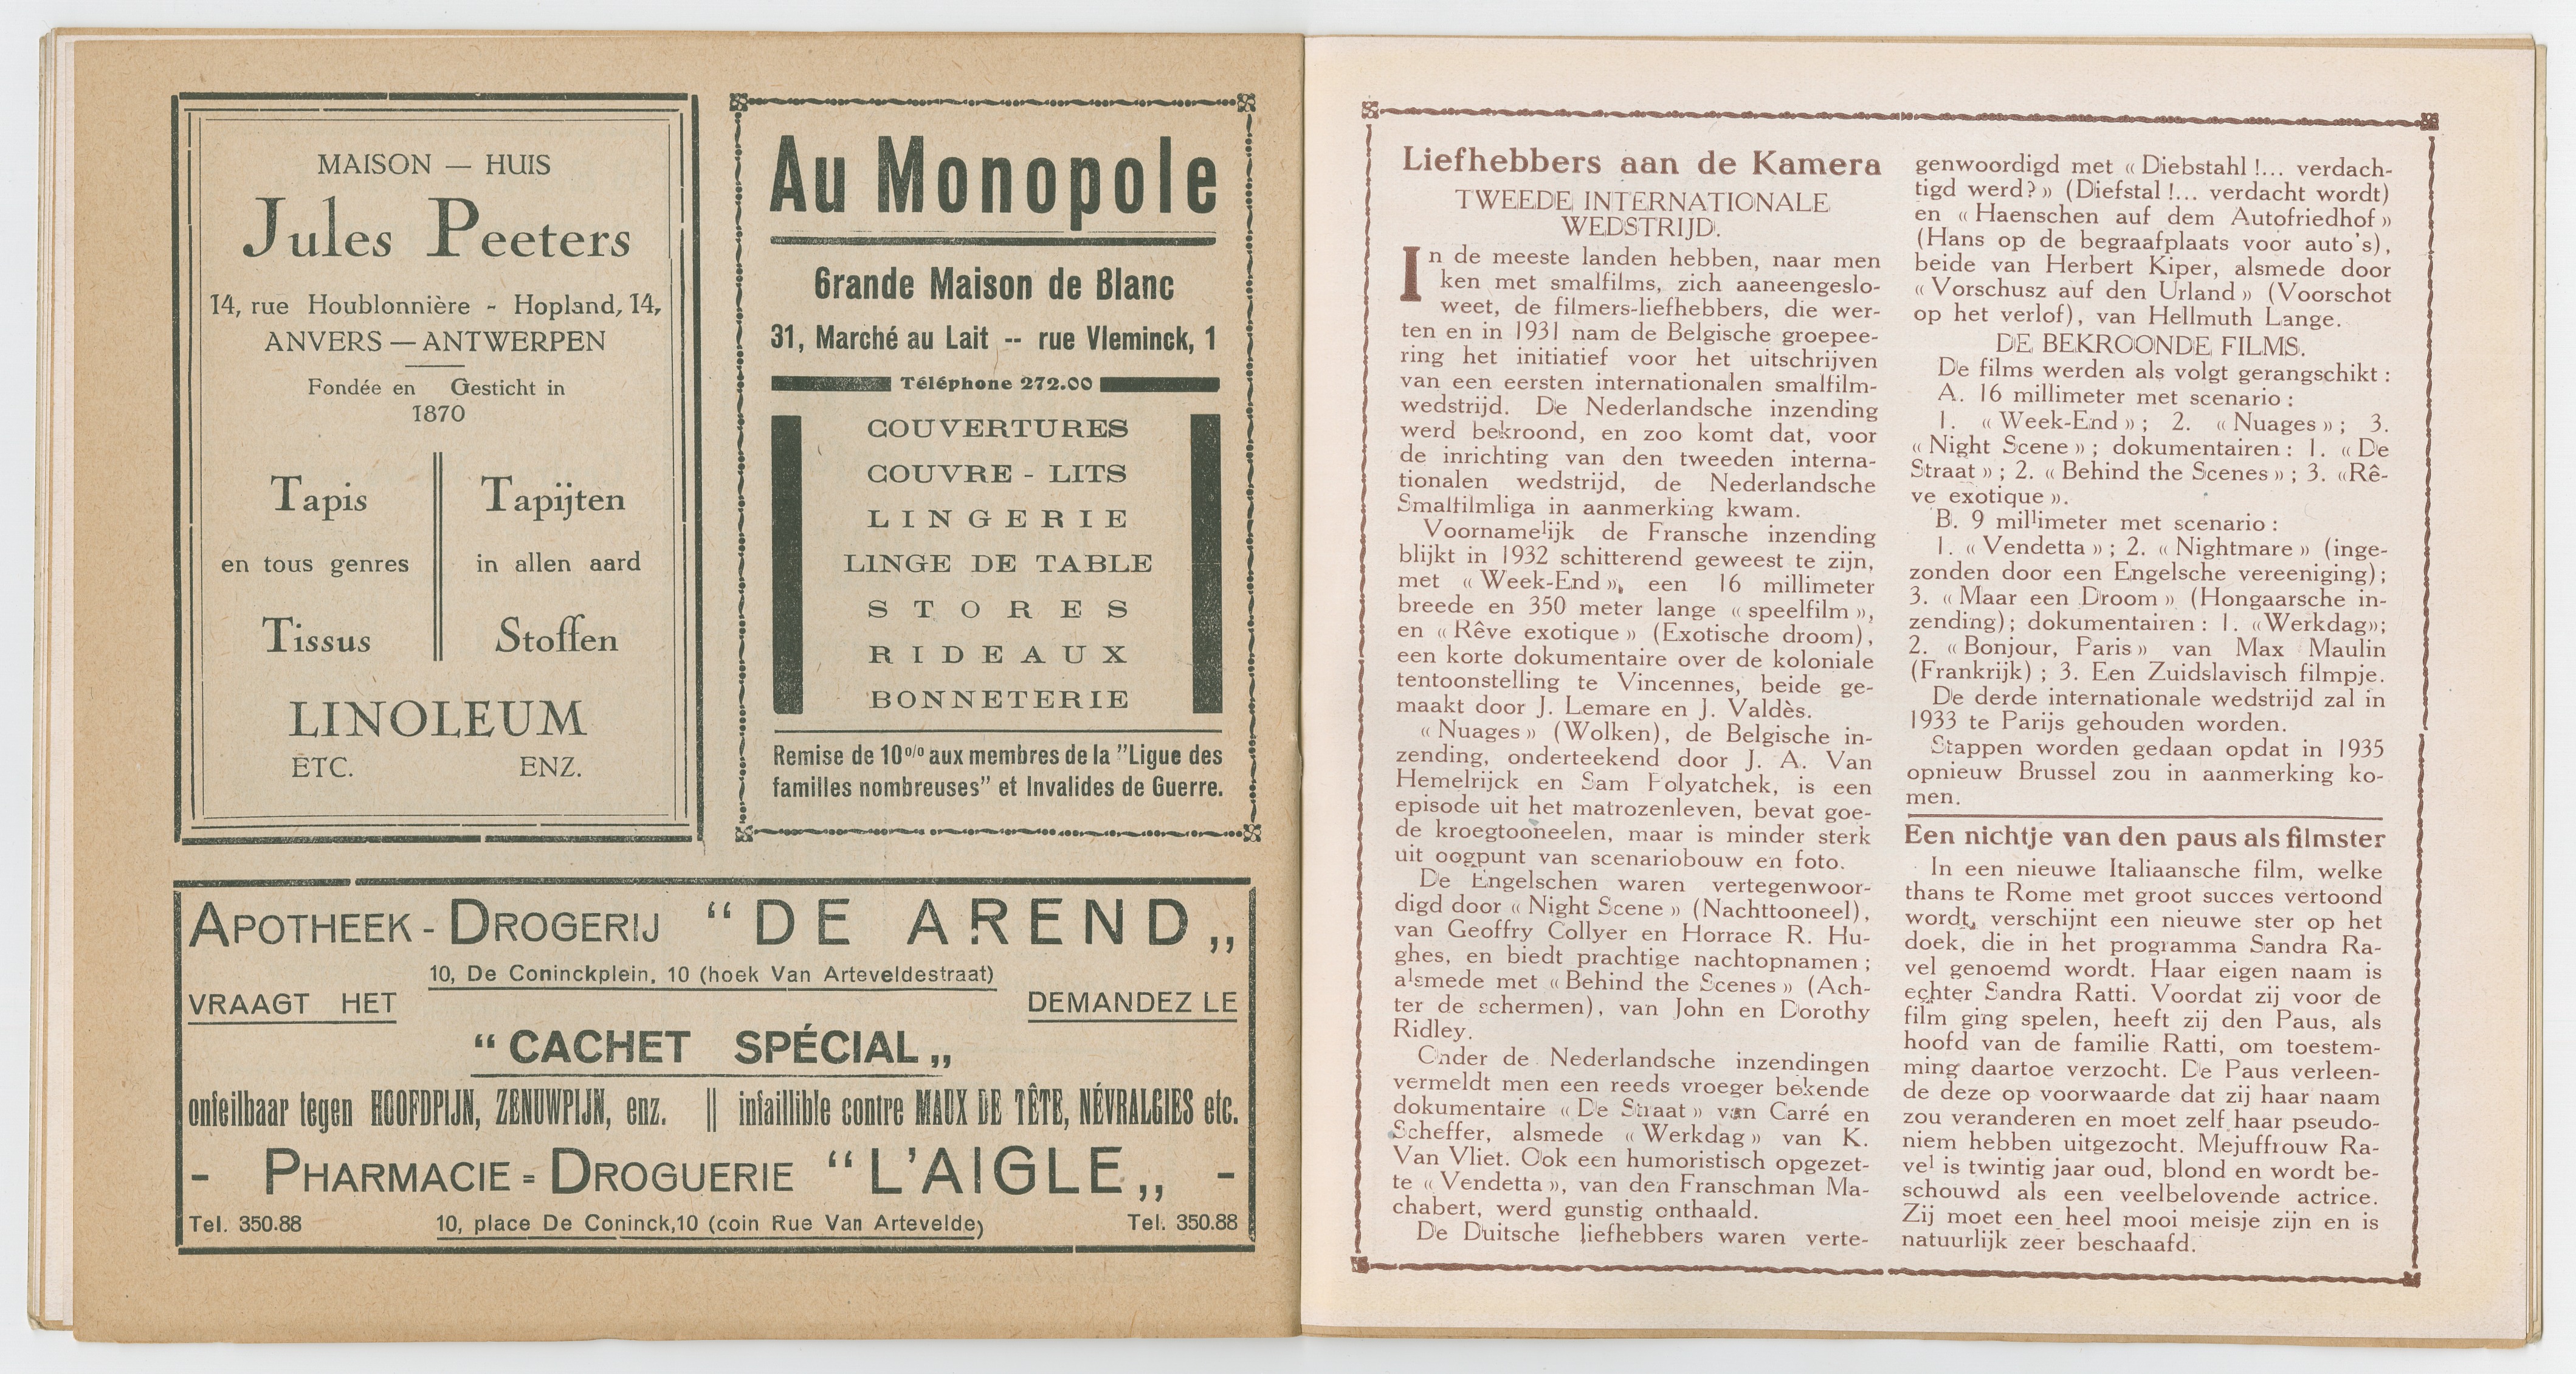 MAISON — HUIS
Jules Peeters
14, rue Houblonnière - Hopland, 14,
ANVERS — ANTWERPEN
Fondée en Gesticht in
1870
Tapis
en tous genres
Tissus
Tapijten
in allen aard
Stoffen
LINOLEUM
ETC. ENZ.
Au Monopole
Grande Maison de Blanc
31, Marché au Lait -- rue Vleminck, 1
Téléphone 272.00
COUVERTURES
COUVRE - LITS
LINGERIE
LINGE DE TABLE
STORES
RIDEAUX
BONNETERIE
Remise de 10% aux membres de la "Ligue des
familles nombreuses" et Invalides de Guerre.
APOTHEEK - DROGERIJ “DE AREND„
10, De Coninckplein, 10 (hoek Van Arteveldestraat)
VRAAGT HET DEMANDEZ LE
“CACHET SPÉCIAL„
onfeilbaar tegen HOOFDPIJN, ZENUWPIJN, enz. || infaillible contre MAUX DE TÊTE, NÉVRALGIES etc.
- PHARMACIE = DROGUERIE “L'AIGLE„ -
Tel. 350.88 10, place De Coninck,10 (coin Rue Van Artevelde) Tel. 350.88
Liefhebbers aan de Kamera
TWEEDE INTERNATIONALE
WEDSTRIJD.
In de meeste landen hebben, naar men
ken met smalfilms, zich aaneengeslo-
weet, de filmers-liefhebbers, die wer-
ten en in 1931 nam de Belgische groepee-
ring het initiatief voor het uitschrijven
van een eersten internationalen smalfilm-
wedstrijd. De Nederlandsche inzending
werd bekroond, en zoo komt dat, voor
de inrichting van den tweeden interna-
tionalen wedstrijd, de Nederlandsche
Smalfilmliga in aanmerking kwam.
Voornamelijk de Fransche inzending
blijkt in 1932 schitterend geweest te zijn,
met « Week-End », een 16 millimeter
breede en 350 meter lange « speelfilm »,
en « Rêve exotique » (Exotische droom),
een korte dokumentaire over de koloniale
tentoonstelling te Vincennes, beide ge-
maakt door J. Lemare en J. Valdès.
« Nuages » (Wolken), de Belgische in-
zending, onderteekend door J. A. Van
Hemelrijck en Sam Polyatchek, is een
episode uit het matrozenleven, bevat goe-
de kroegtooneelen, maar is minder sterk
uit oogpunt van scenariobouw en foto.
De Engelschen waren vertegenwoor-
digd door « Night Scene » (Nachttooneel),
van Geoffry Collyer en Horrace R. Hu-
ghes, en biedt prachtige nachtopnamen ;
alsmede met « Behind the Scenes » (Ach-
ter de schermen), van John en Dorothy
Ridley.
Onder de Nederlandsche inzendingen
vermeldt men een reeds vroeger bekende
dokumentaire « De Straat » van Carré en
Scheffer, alsmede « Werkdag » van K.
Van Vliet. Ook een humoristisch opgezet-
te « Vendetta », van den Franschman Ma-
chabert, werd gunstig onthaald.
De Duitsche liefhebbers waren verte-
genwoordigd met « Diebstahl !... verdach-
tigd werd? » (Diefstal !... verdacht wordt)
en « Haenschen auf dem Autofriedhof »
(Hans op de begraafplaats voor auto's),
beide van Herbert Kiper, alsmede door
« Vorschusz auf den Urland » (Voorschot
op het verlof), van Hellmuth Lange.
DE BEKROONDE FILMS.
De films werden als volgt gerangschikt :
A. 16 millimeter met scenario :
1. « Week-End » ; 2. « Nuages » ; 3.
« Night Scene » ; dokumentairen : 1. « De
Straat » ; 2. « Behind the Scenes » ; 3. «Rê-
ve exotique ».
B. 9 millimeter met scenario :
1. « Vendetta » ; 2. « Nightmare » (inge-
zonden door een Engelsche vereeniging) ;
3. « Maar een Droom » (Hongaarsche in-
zending) ; dokumentairen : 1. «Werkdag»;
2. « Bonjour, Paris » van Max Maulin
(Frankrijk) ; 3. Een Zuidslavisch filmpje.
De derde internationale wedstrijd zal in
1933 te Parijs gehouden worden.
Stappen worden gedaan opdat in 1935
opnieuw Brussel zou in aanmerking ko-
men.
Een nichtje van den paus als filmster
In een nieuwe Italiaansche film, welke
thans te Rome met groot succes vertoond
wordt, verschijnt een nieuwe ster op het
doek, die in het programma Sandra Ra-
vel genoemd wordt. Haar eigen naam is
echter Sandra Ratti. Voordat zij voor de
film ging spelen, heeft zij den Paus, als
hoofd van de familie Ratti, om toestem-
ming daartoe verzocht. De Paus verleen-
de deze op voorwaarde dat zij haar naam
zou veranderen en moet zelf haar pseudo-
niem hebben uitgezocht. Mejuffrouw Ra-
vel is twintig jaar oud, blond en wordt be-
schouwd als een veelbelovende actrice.
Zij moet een heel mooi meisje zijn en is
natuurlijk zeer beschaafd.